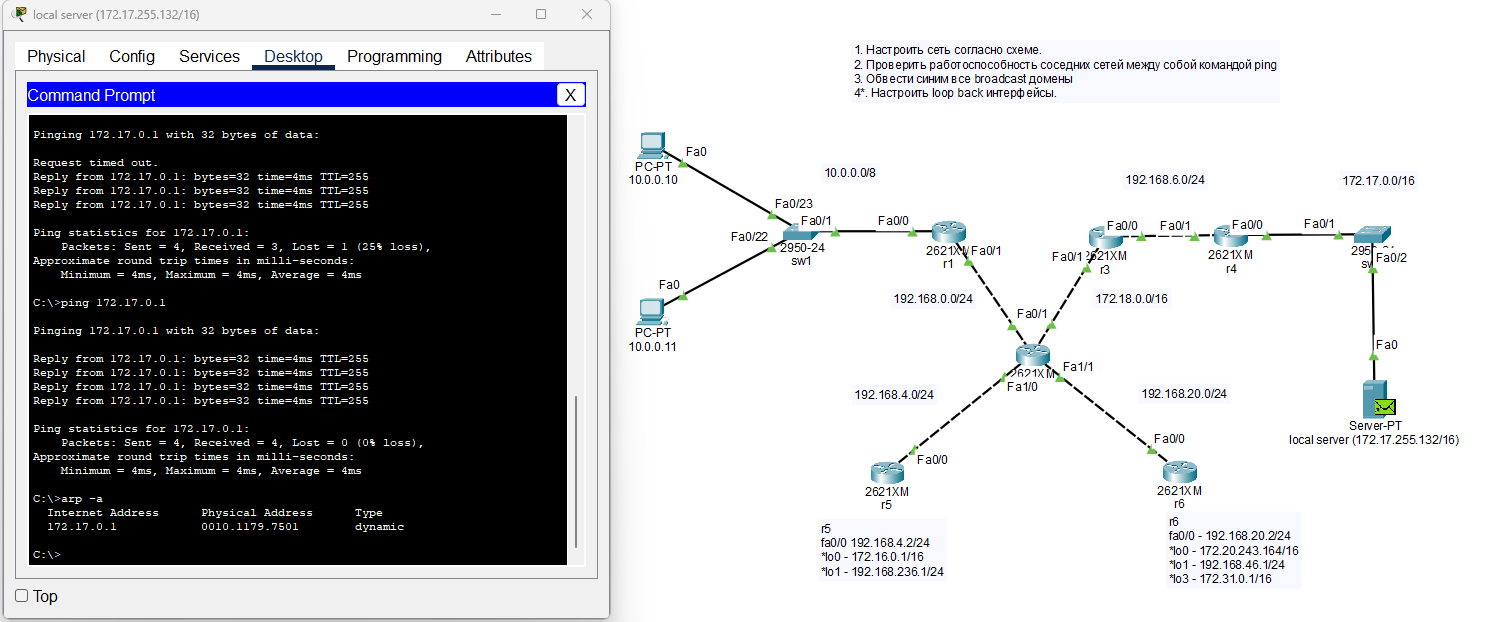 local server (172.17.255.132/16)
Physical Config Services Desktop Programming Attributes
Command Prompt
X
Pinging 172.17.0.1 with 32 bytes of data:
Request timed out.
Reply from 172.17.0.1: bytes=32 time=4ms TTL=255
Reply from 172.17.0.1: bytes=32 time=4ms TTL=255
Reply from 172.17.0.1: bytes=32 time=4ms TTL=255
Ping statistics for 172.17.0.1:
Packets: Sent = 4, Received = 3, Lost = 1 (25% loss),
Approximate round trip times in milli-seconds:
Minimum = 4ms, Maximum = 4ms, Average = 4ms
C:\>ping 172.17.0.1
Pinging 172.17.0.1 with 32 bytes of data:
Reply from 172.17.0.1: bytes=32 time=4ms TTL=255
Reply from 172.17.0.1: bytes=32 time=4ms TTL=255
Reply from 172.17.0.1: bytes=32 time=4ms TTL=255
Reply from 172.17.0.1: bytes=32 time=4ms TTL=255
Ping statistics for 172.17.0.1:
Packets: Sent = 4, Received = 4, Lost = 0 (0% loss),
Approximate round trip times in milli-seconds:
Minimum = 4ms, Maximum = 4ms, Average = 4ms
C:\>arp -a
Internet Address Physical Address Type
172.17.0.1 0010.1179.7501 dynamic
C:\>
Top
1. Настроить сеть согласно схеме.
2. Проверить работоспособность соседних сетей между собой командой ping
3. Обвести синим все broadcast домены
4*. Настроить loop back интерфейсы.
Fa0
PC-PT
10.0.0.10
10.0.0.0/8
192.168.6.0/24
172.17.0.0/16
Fa0/23
Fa0/1
Fa0/22
2950-24
sw1
Fa0/0
2621XM
r1
Fa0/1
Fa0/0
Fa0/1
2621XM
r3
Fa0/1
Fa0/0
2621XM
r4
Fa0/1
Fa0/2
Fa0
PC-PT
10.0.0.11
192.168.0.0/24
172.18.0.0/16
Fa0/1
2621XM
Fa1/0
Fa1/1
Fa0
192.168.4.0/24
192.168.20.0/24
Server-PT
local server (172.17.255.132/16)
Fa0/0
2621XM
r5
Fa0/0
2621XM
r6
r5
fa0/0 192.168.4.2/24
*lo0 - 172.16.0.1/16
*lo1 - 192.168.236.1/24
r6
fa0/0 - 192.168.20.2/24
*lo0 - 172.20.243.164/16
*lo1 - 192.168.46.1/24
*lo3 - 172.31.0.1/16